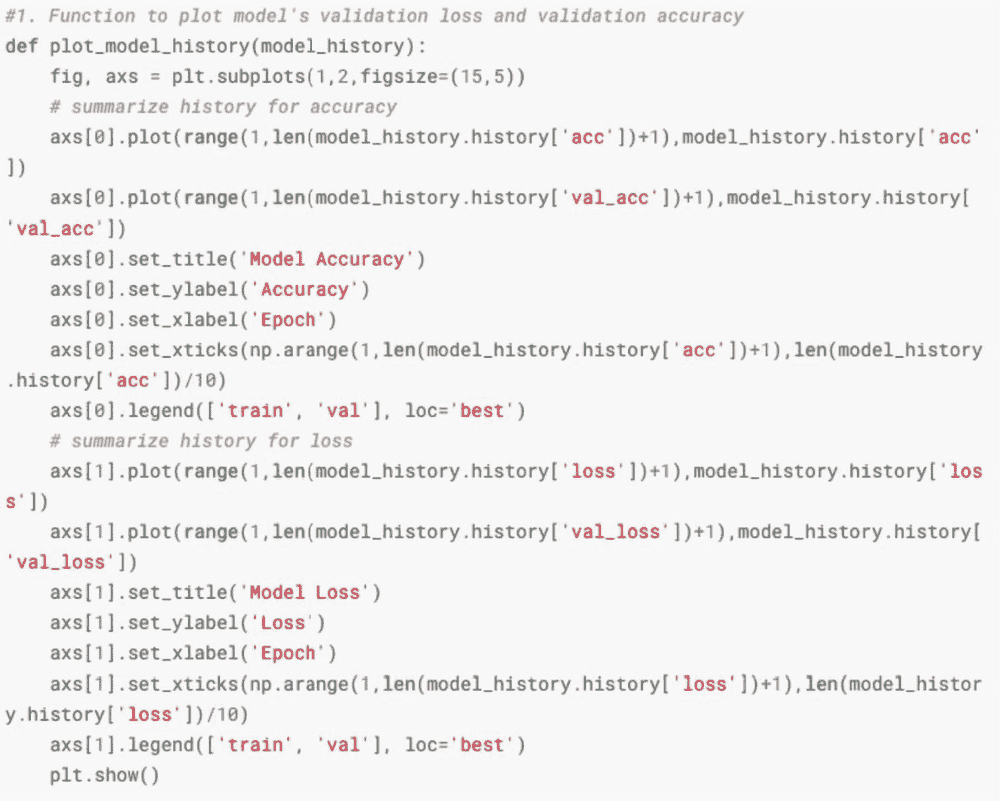 #1. Function to plot model's validation loss and validation accuracy
def plot_model_history(model_history):
    fig, axs = plt.subplots(1,2,figsize=(15,5))
    # summarize history for accuracy
    axs[0].plot(range(1,len(model_history.history['acc'])+1),model_history.history['acc'
])
    axs[0].plot(range(1,len(model_history.history['val_acc'])+1),model_history.history[
'val_acc'])
    axs[0].set_title('Model Accuracy')
    axs[0].set_ylabel('Accuracy')
    axs[0].set_xlabel('Epoch')
    axs[0].set_xticks(np.arange(1,len(model_history.history['acc'])+1),len(model_history
.history['acc'])/10)
    axs[0].legend(['train', 'val'], loc='best')
    # summarize history for loss
    axs[1].plot(range(1,len(model_history.history['loss'])+1),model_history.history['los
s'])
    axs[1].plot(range(1,len(model_history.history['val_loss'])+1),model_history.history[
'val_loss'])
    axs[1].set_title('Model Loss')
    axs[1].set_ylabel('Loss')
    axs[1].set_xlabel('Epoch')
    axs[1].set_xticks(np.arange(1,len(model_history.history['loss'])+1),len(model_histor
y.history['loss'])/10)
    axs[1].legend(['train', 'val'], loc='best')
    plt.show()